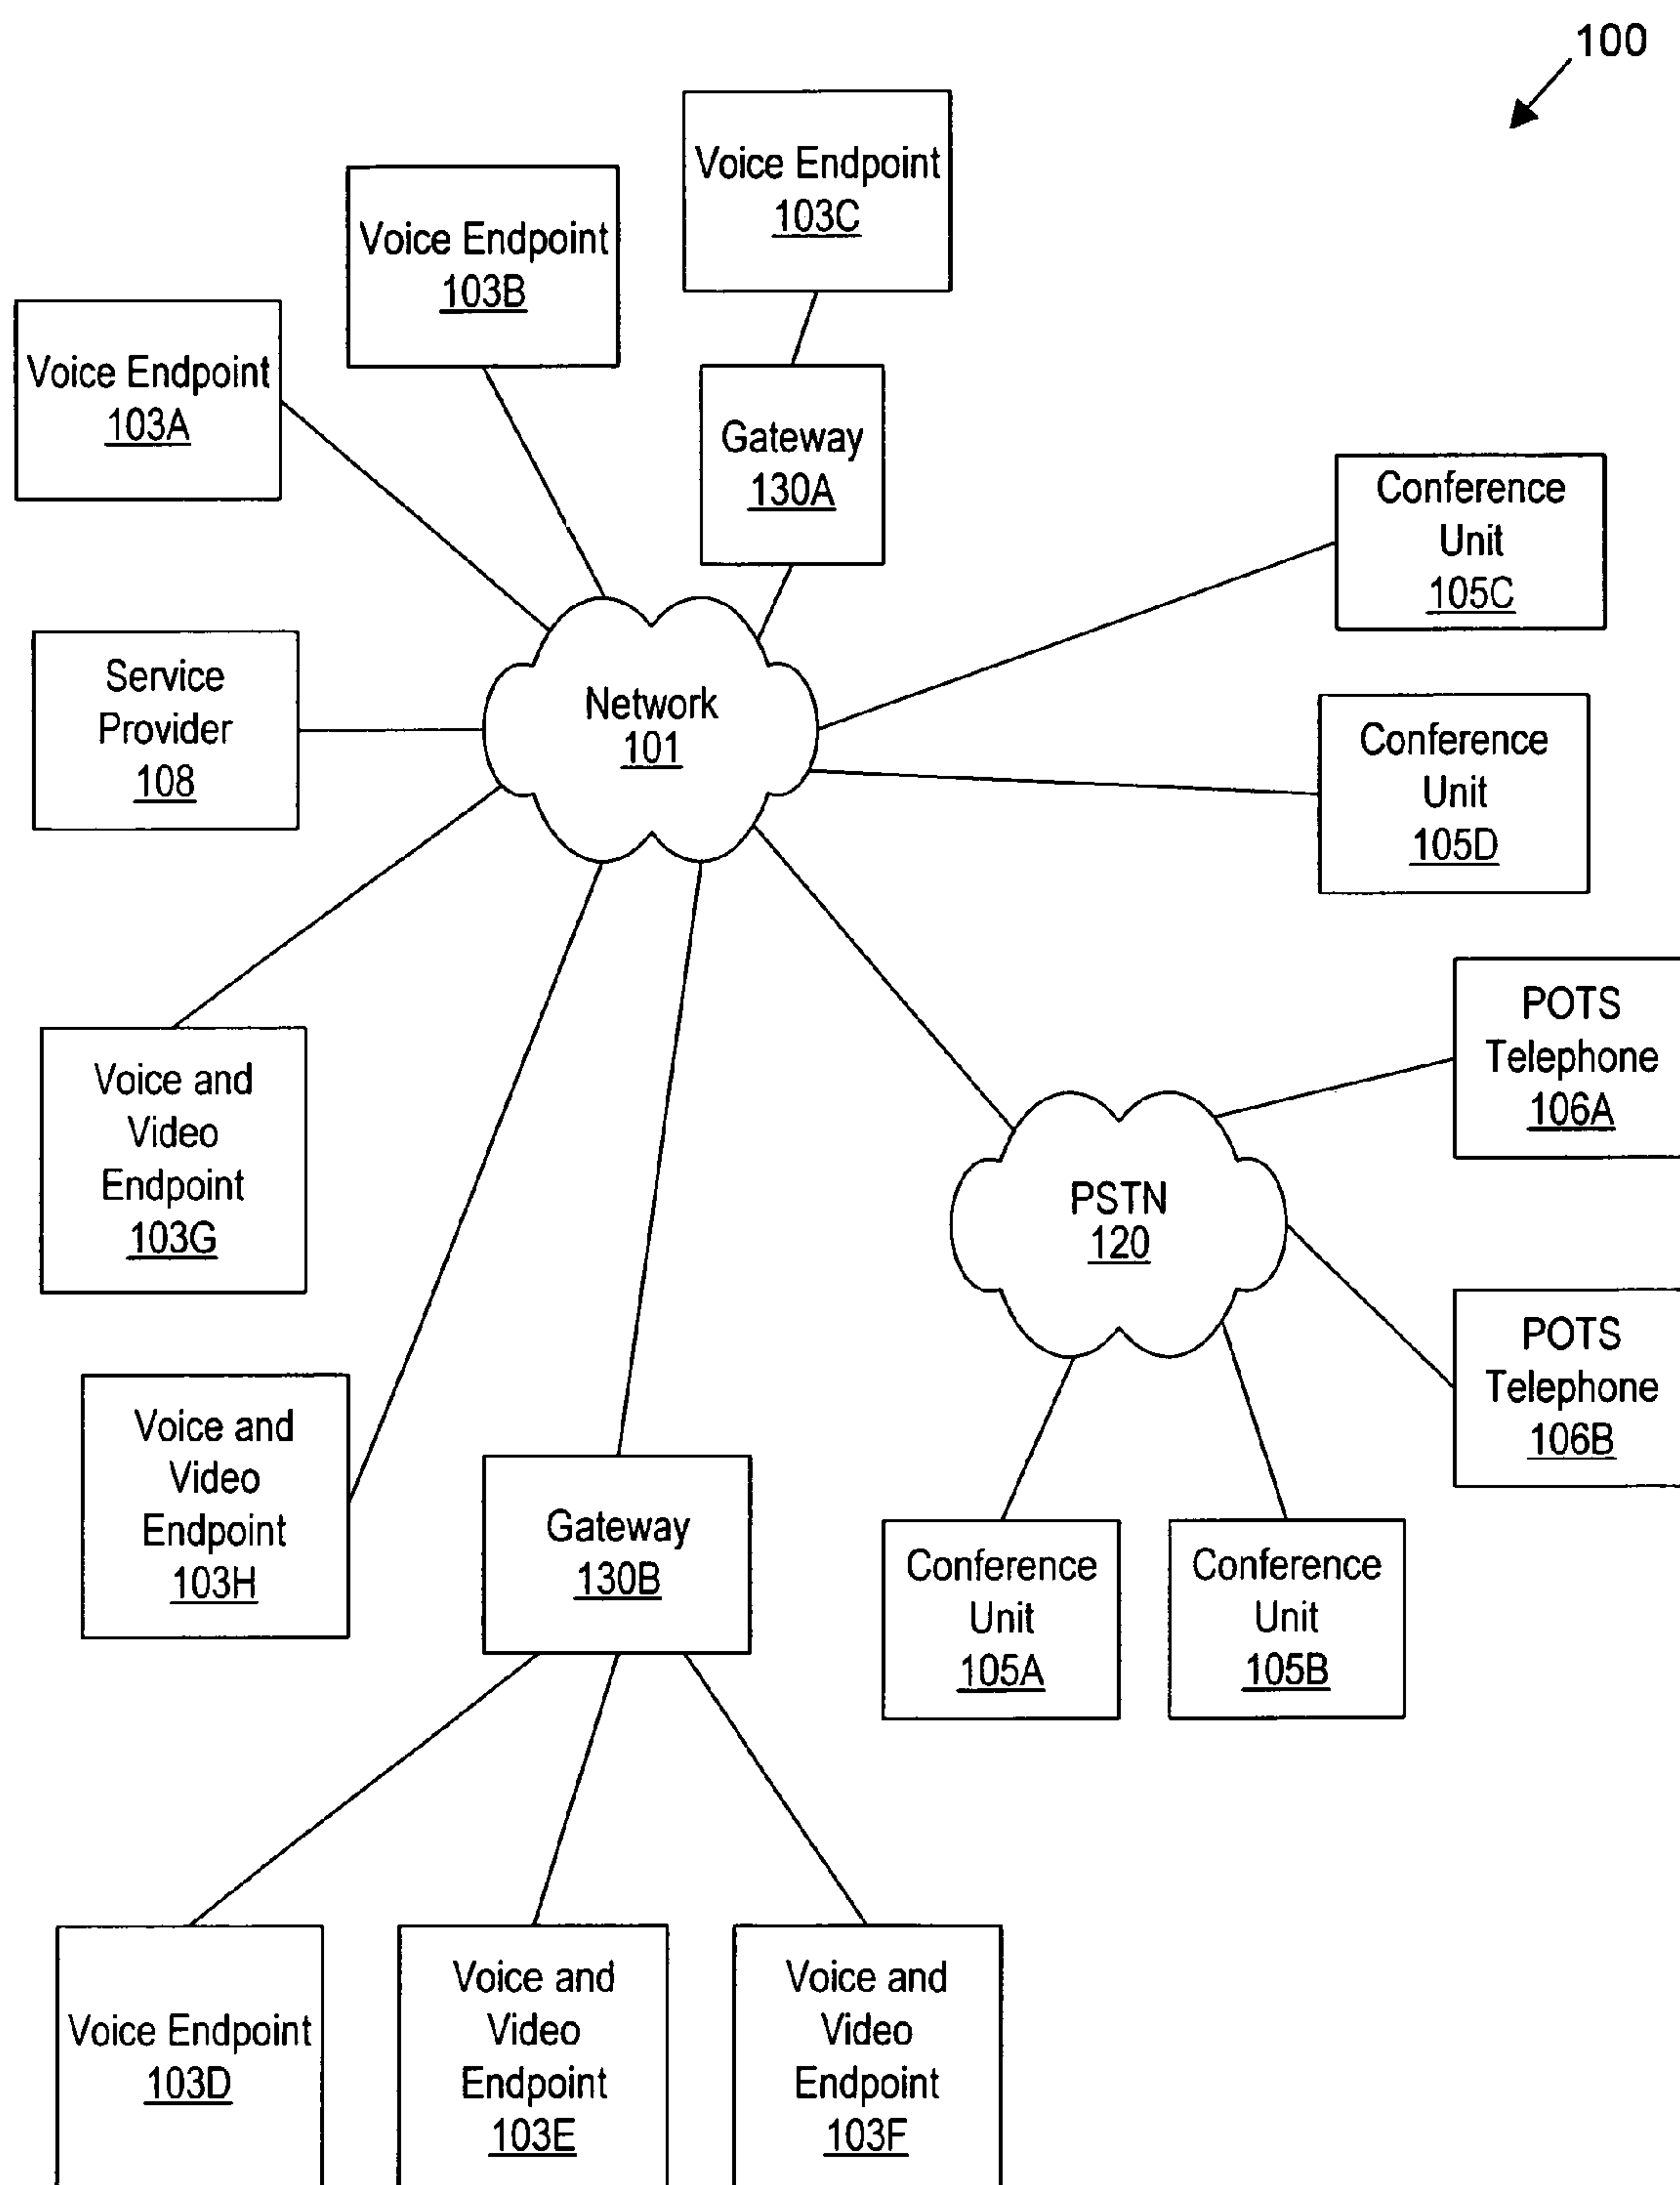 100
Voice Endpoint
103C
Voice Endpoint
103B
Voice Endpoint
103A
Gateway
130A
Conference
Unit
105C
Service
Provider
108
Network
101
Conference
Unit
105D
POTS
Telephone
106A
Voice and
Video
Endpoint
103G
PSTN
120
POTS
Telephone
106B
Voice and
Video
Endpoint
103H
Gateway
130B
Conference
Unit
105A
Conference
Unit
105B
Voice Endpoint
103D
Voice and
Video
Endpoint
103E
Voice and
Video
Endpoint
103F